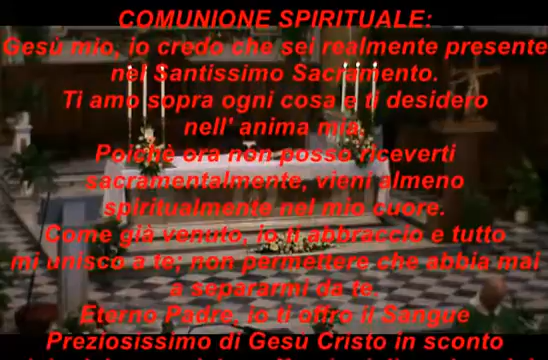 COMUNIONE SPIRITUALE:
Gesù mio, io credo che sei realmente presente
nel Santissimo Sacramento.
Ti amo sopra ogni cosa e ti desidero
nell' anima mia.
Poichè ora non posso riceverti
sacramentalmente, vieni almeno
spiritualmente nel mio cuore.
Come già venuto, io ti abbraccio e tutto
mi unisco a te; non permettere che abbia mai
a separarmi da te.
Eterno Padre, io ti offro il Sangue
Preziosissimo di Gesù Cristo in sconto